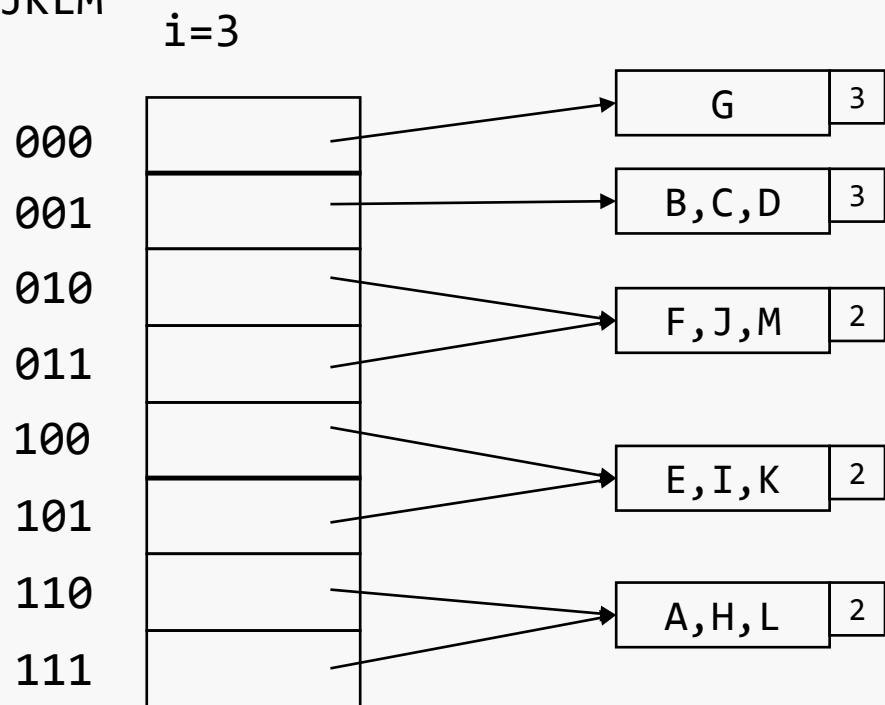 JKLM
i=3
000
001
010
011
100
101
110
111
G 3
B,C,D 3
F,J,M 2
E,I,K 2
A,H,L 2